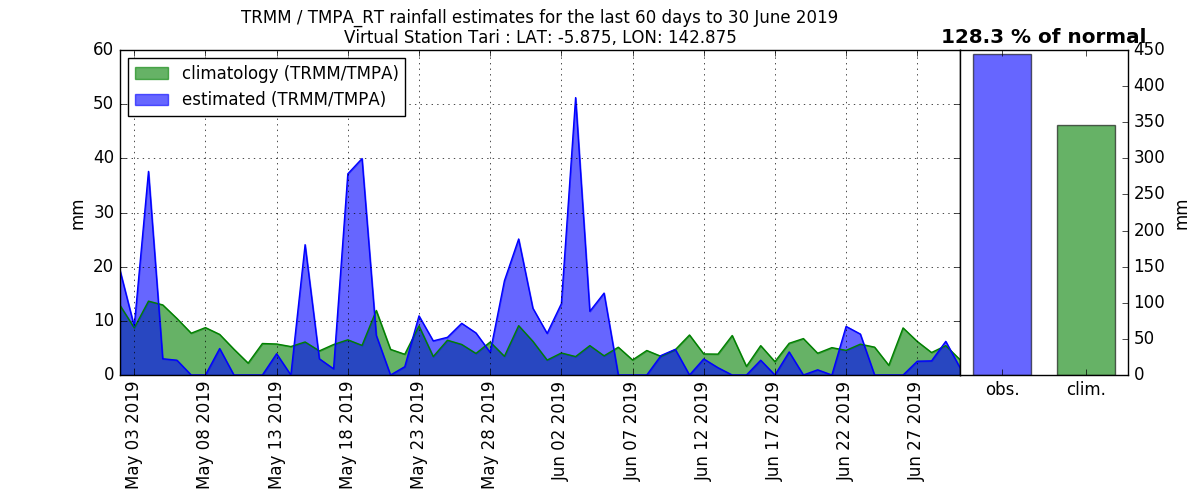 TRMM / TMPA_RT rainfall estimates for the last 60 days to 30 June 2019
Virtual Station Tari : LAT: -5.875, LON: 142.875
128.3 % of normal
climatology (TRMM/TMPA)
estimated (TRMM/TMPA)
60
50
40
30
20
10
0
mm
May 03 2019
May 08 2019
May 13 2019
May 18 2019
May 23 2019
May 28 2019
Jun 02 2019
Jun 07 2019
Jun 12 2019
Jun 17 2019
Jun 22 2019
Jun 27 2019
obs.
clim.
450
400
350
300
250
200
150
100
50
0
mm